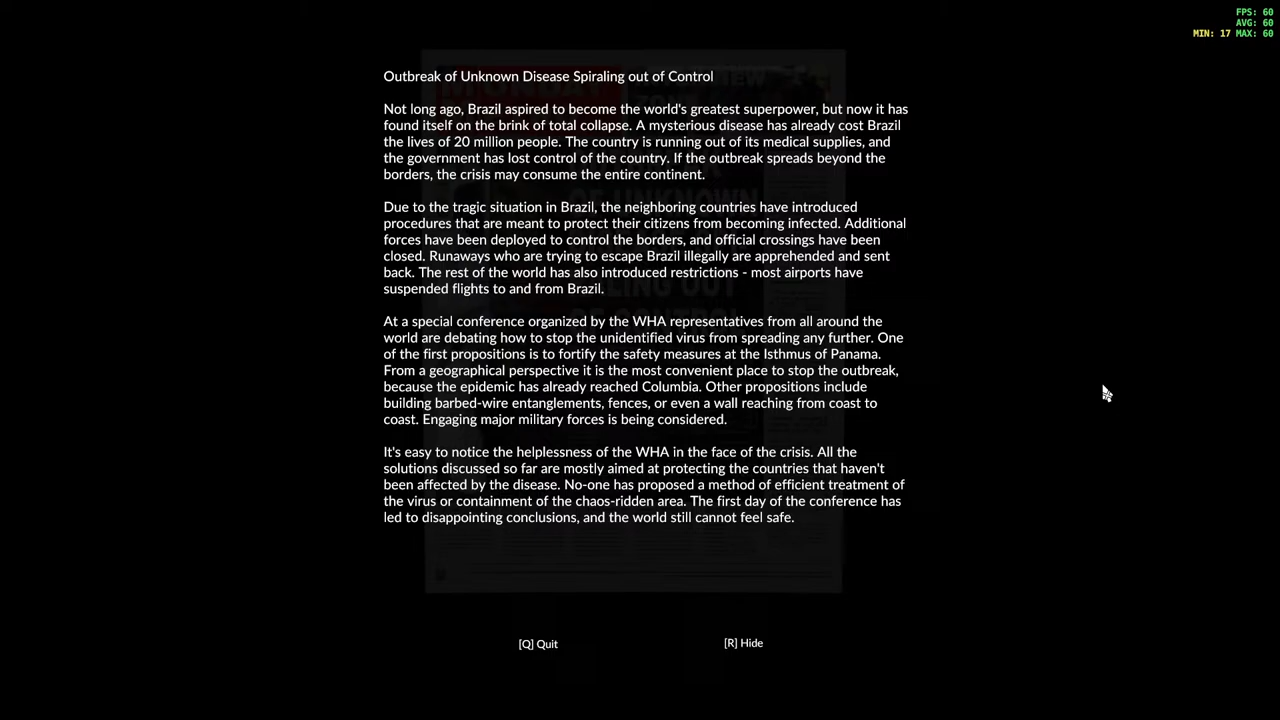 FPS: 60
AVG: 60
MIN: 17 MAX: 60
Outbreak of Unknown Disease Spiraling out of Control
Not long ago, Brazil aspired to become the world's greatest superpower, but now it has
found itself on the brink of total collapse. A mysterious disease has already cost Brazil
the lives of 20 million people. The country is running out of its medical supplies, and
the government has lost control of the country. If the outbreak spreads beyond the
borders, the crisis may consume the entire continent.
Due to the tragic situation in Brazil, the neighboring countries have introduced
procedures that are meant to protect their citizens from becoming infected. Additional
forces have been deployed to control the borders, and official crossings have been
closed. Runaways who are trying to escape Brazil illegally are apprehended and sent
back. The rest of the world has also introduced restrictions - most airports have
suspended flights to and from Brazil.
At a special conference organized by the WHA representatives from all around the
world are debating how to stop the unidentified virus from spreading any further. One
of the first propositions is to fortify the safety measures at the Isthmus of Panama.
From a geographical perspective it is the most convenient place to stop the outbreak,
because the epidemic has already reached Columbia. Other propositions include
building barbed-wire entanglements, fences, or even a wall reaching from coast to
coast. Engaging major military forces is being considered.
It's easy to notice the helplessness of the WHA in the face of the crisis. All the
solutions discussed so far are mostly aimed at protecting the countries that haven't
been affected by the disease. No-one has proposed a method of efficient treatment of
the virus or containment of the chaos-ridden area. The first day of the conference has
led to disappointing conclusions, and the world still cannot feel safe.
[Q] Quit
[R] Hide